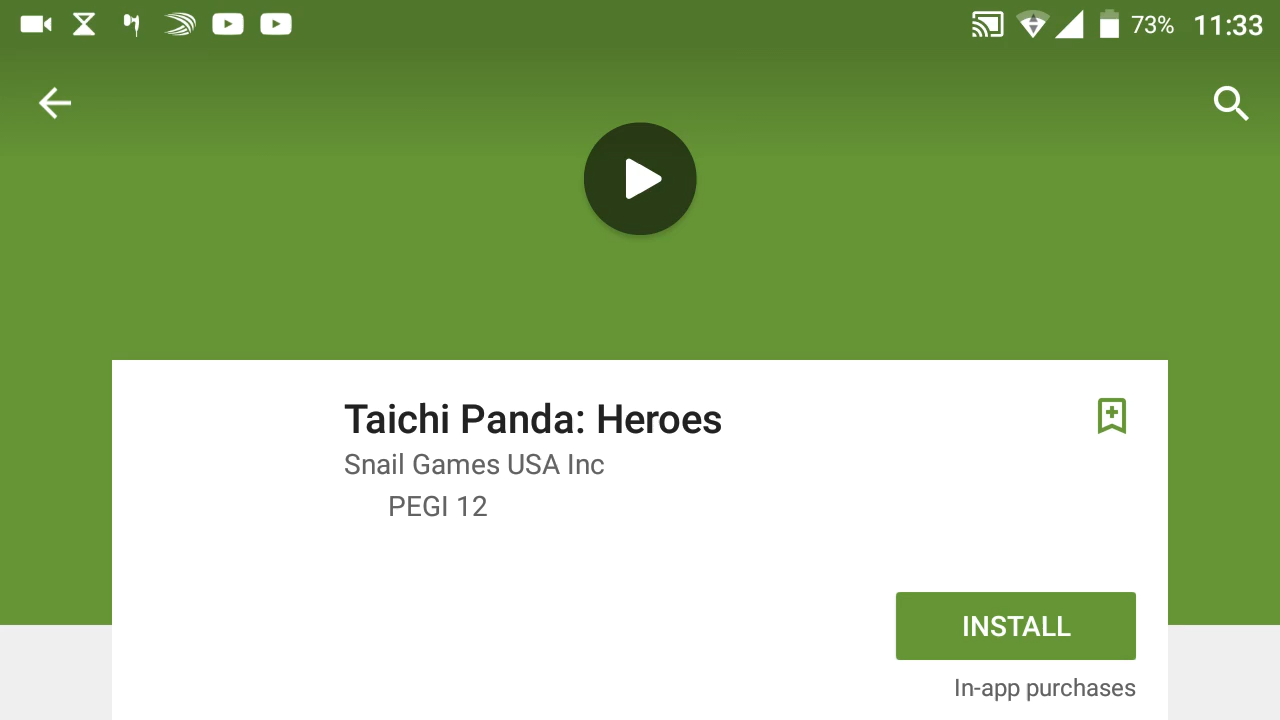 73% 11:33
Taichi Panda: Heroes
Snail Games USA Inc
PEGI 12
INSTALL
In-app purchases